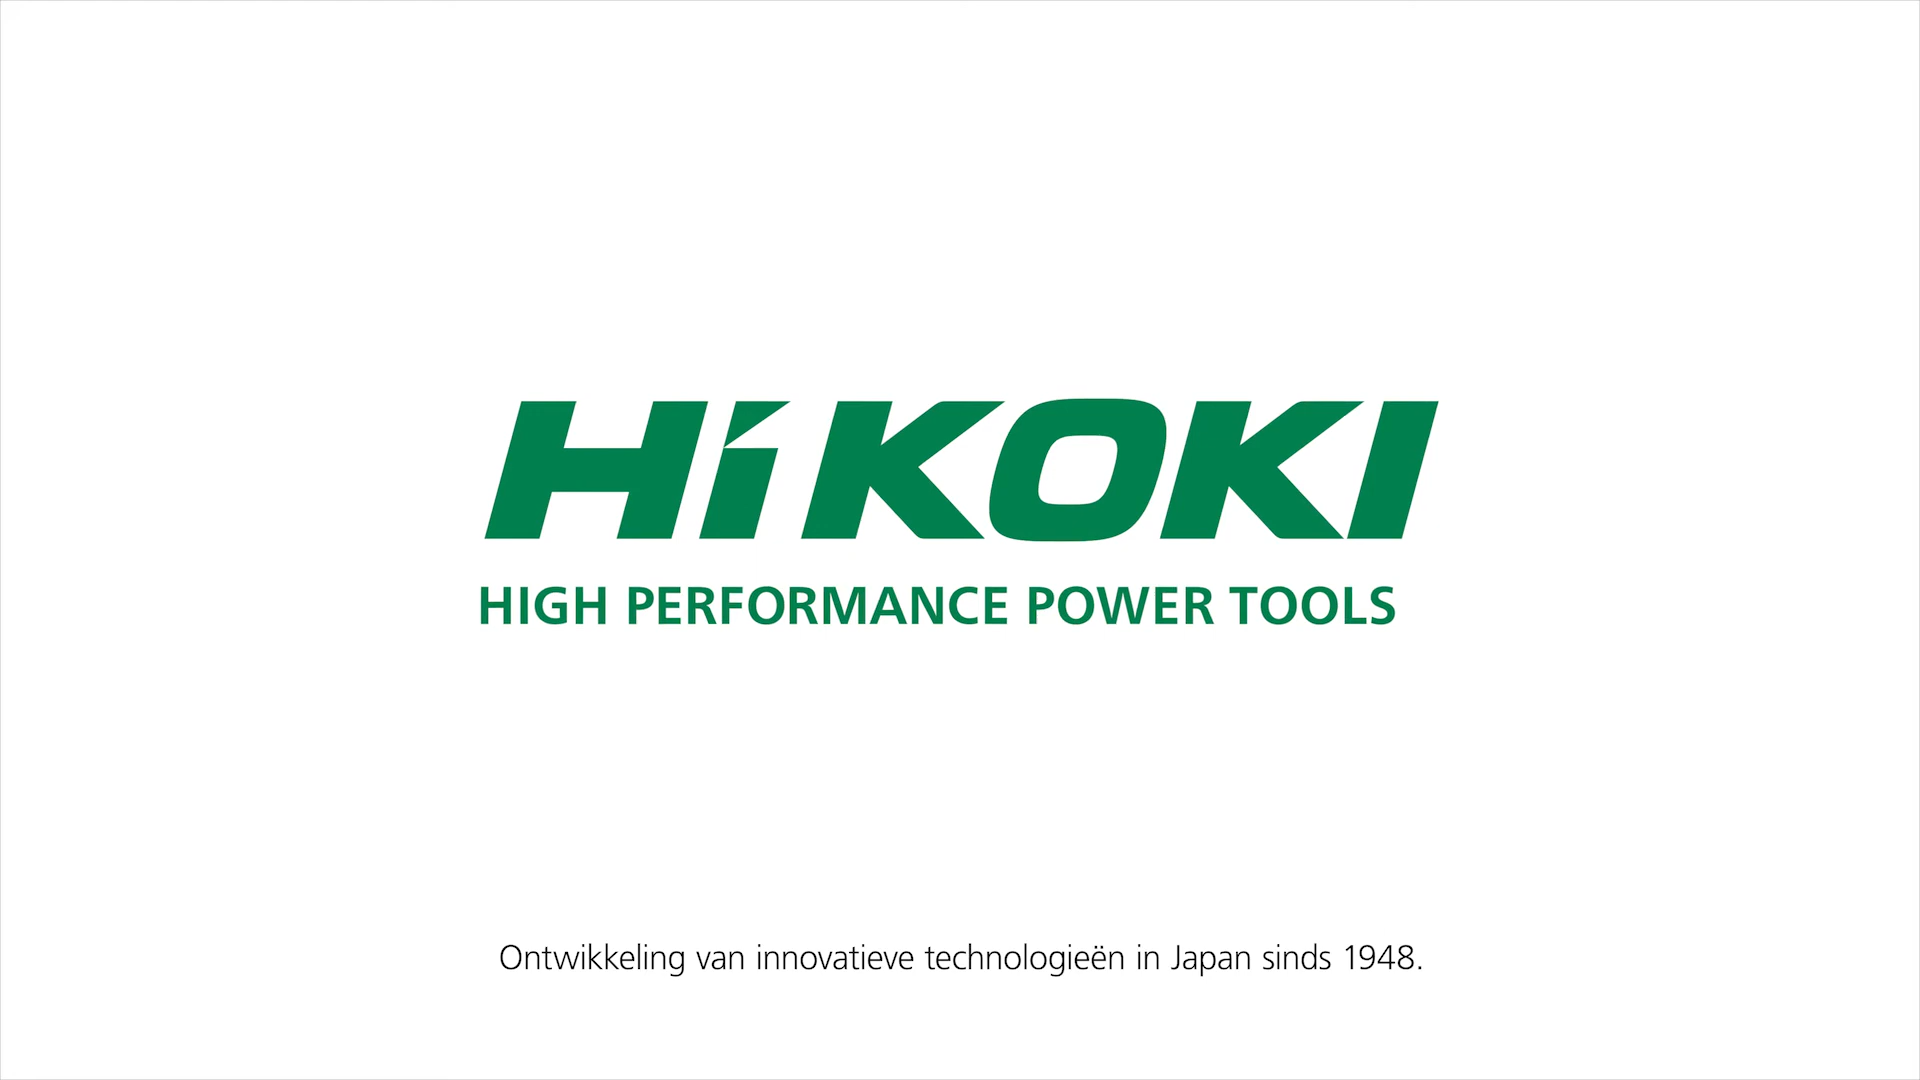 HiKOKI
HIGH PERFORMANCE POWER TOOLS
Ontwikkeling van innovatieve technologieën in Japan sinds 1948.